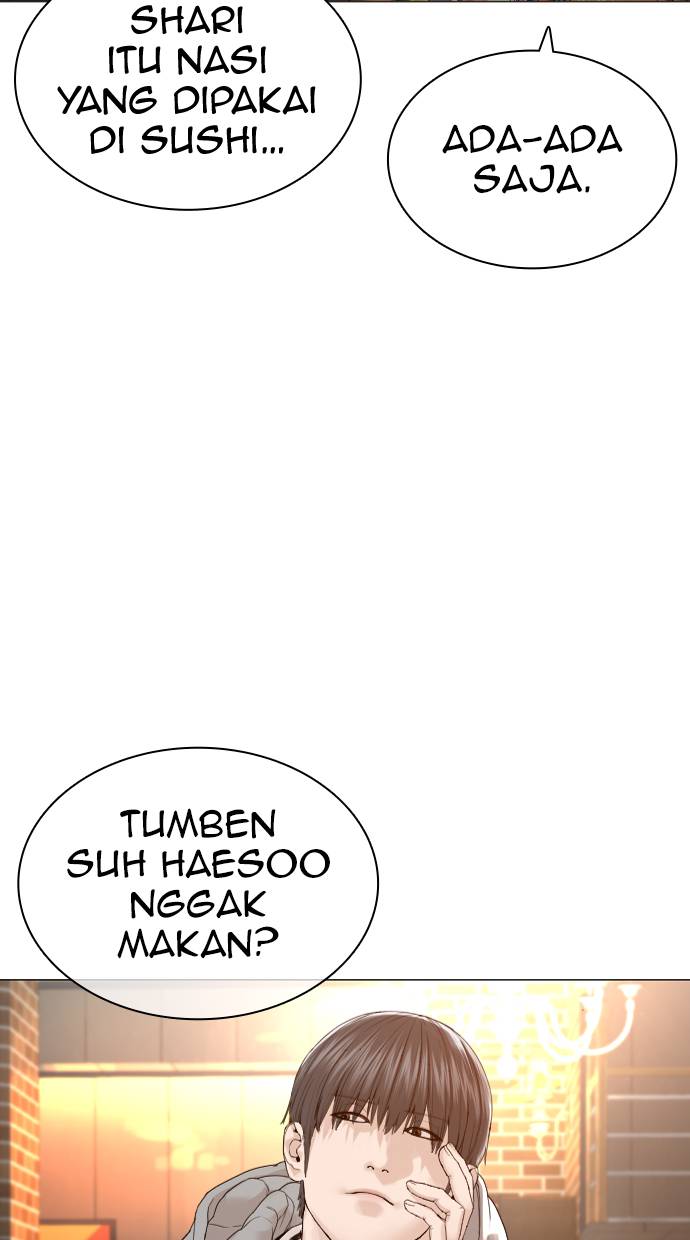 SHARI
ITU NASI
YANG DIPAKAI
DI SUSHI...
ADA-ADA
SAJA.
TUMBEN
SUH HAESOO
NGGAK
MAKAN?